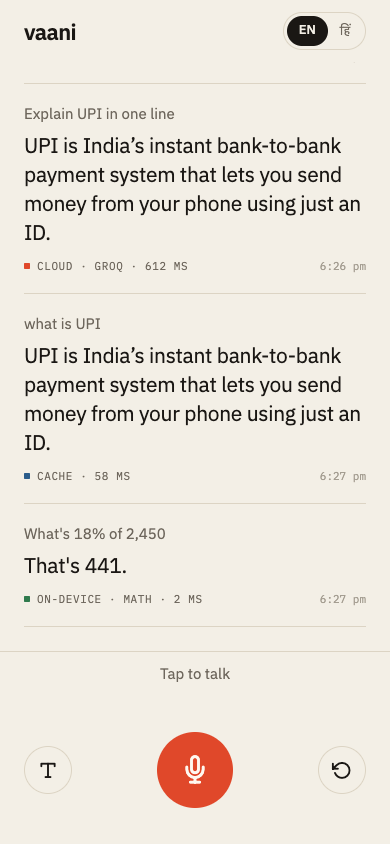 vaani
EN हिं
Explain UPI in one line
UPI is India’s instant bank-to-bank
payment system that lets you send
money from your phone using just an
ID.
CLOUD · GROQ · 612 MS 6:26 pm
what is UPI
UPI is India’s instant bank-to-bank
payment system that lets you send
money from your phone using just an
ID.
CACHE · 58 MS 6:27 pm
What's 18% of 2,450
That's 441.
ON-DEVICE · MATH · 2 MS 6:27 pm
Tap to talk
T